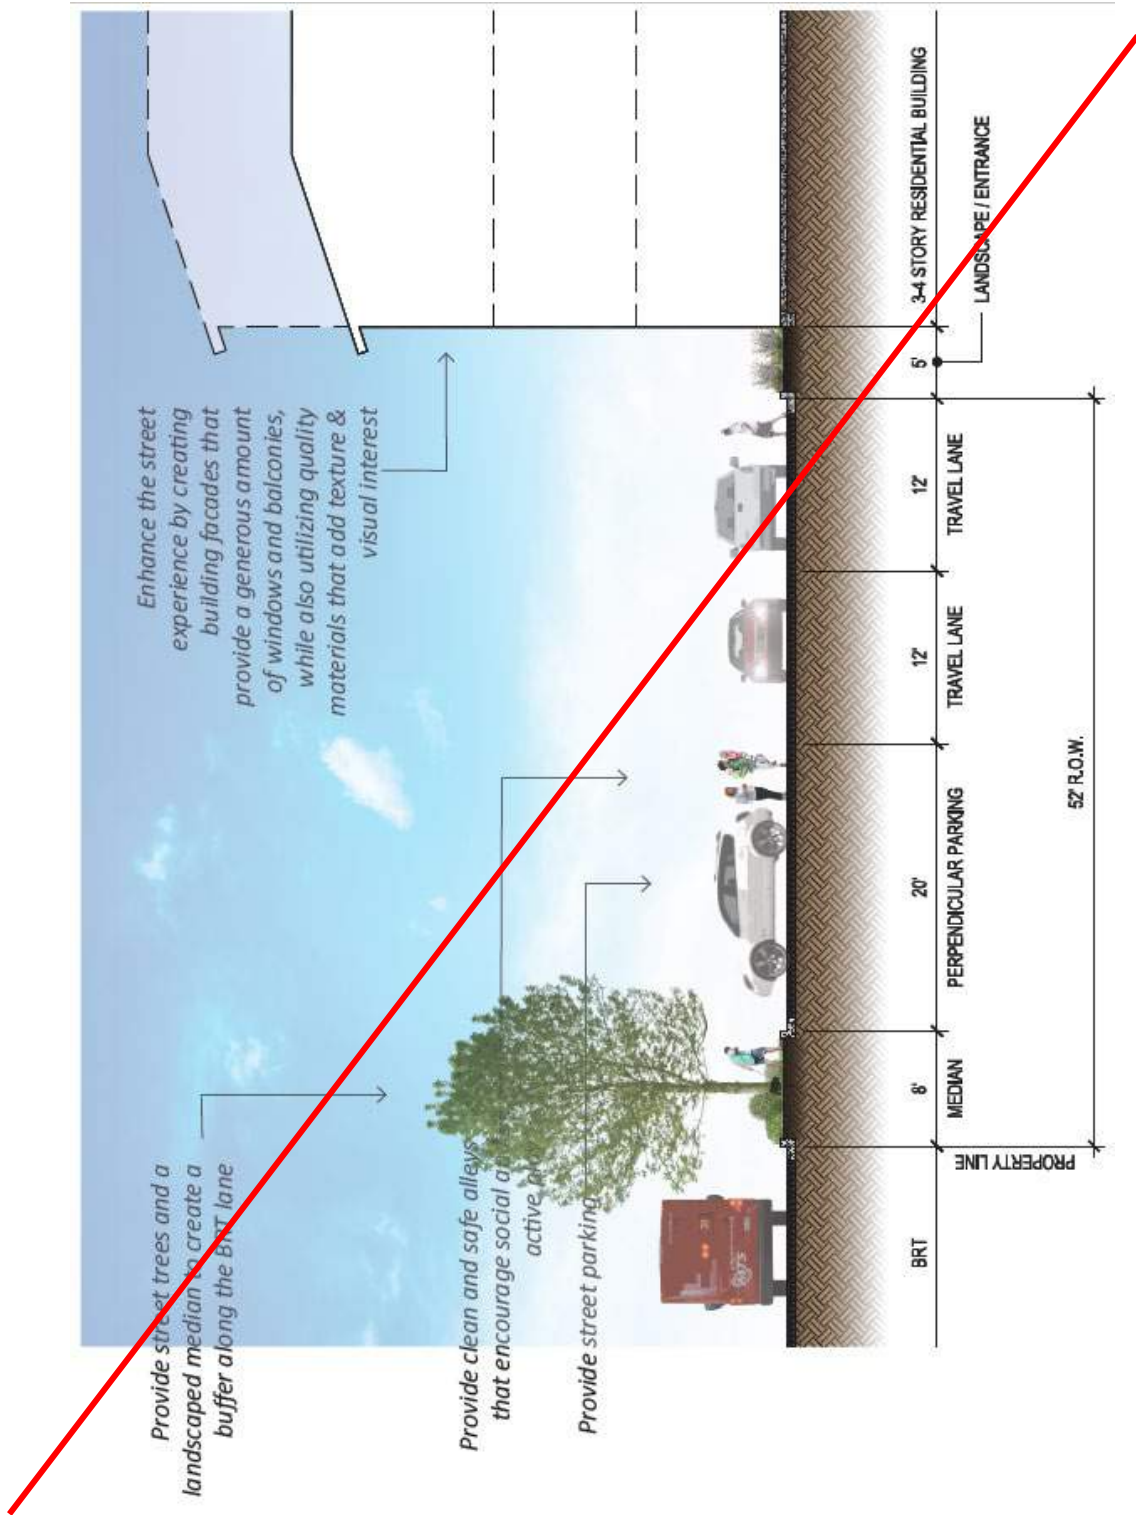 Provide street trees and a
landscaped median to create a
buffer along the BRT lane
Enhance the street
experience by creating
building facades that
provide a generous amount
of windows and balconies,
while also utilizing quality
materials that add texture &
visual interest
Provide clean and safe alleys
that encourage social a
active
Provide street parking
BRT
8'
20'
12'
12'
5'
3-4 STORY RESIDENTIAL BUILDING
MEDIAN
PERPENDICULAR PARKING
TRAVEL LANE
TRAVEL LANE
LANDSCAPE / ENTRANCE
PROPERTY LINE
52' R.O.W.